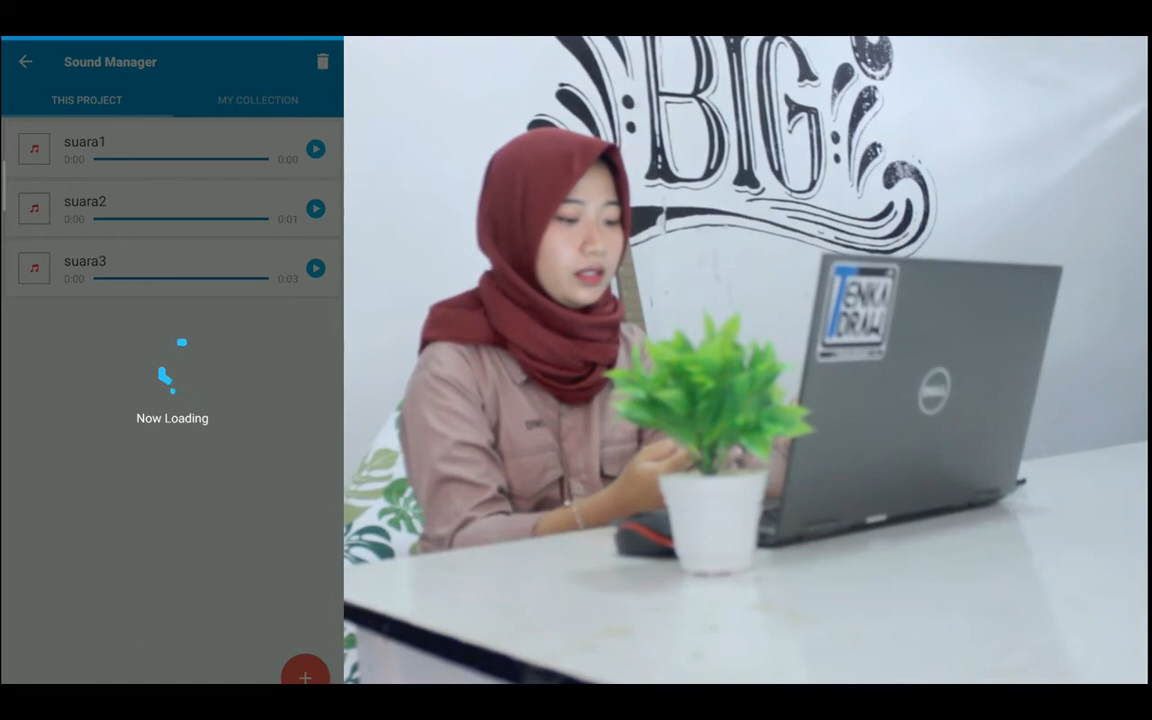 Sound Manager
THIS PROJECT
MY COLLECTION
suara1
0:00
0:00
suara2
0:00
0:01
suara3
0:00
0:03
Now Loading
BIG
TENKA
DRAW
DELL